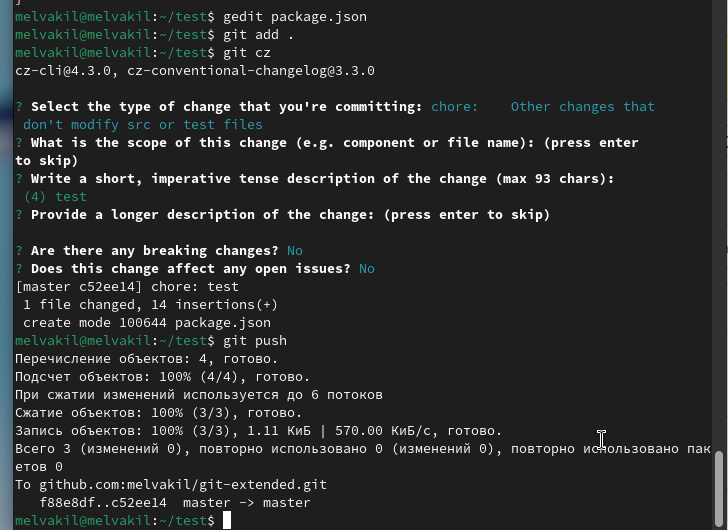 melvakil@melvakil:~/test$ gedit package.json
melvakil@melvakil:~/test$ git add .
melvakil@melvakil:~/test$ git cz
cz-cli@4.3.0, cz-conventional-changelog@3.3.0
? Select the type of change that you're committing: chore:    Other changes that
don't modify src or test files
? What is the scope of this change (e.g. component or file name): (press enter
to skip)
? Write a short, imperative tense description of the change (max 93 chars):
(4) test
? Provide a longer description of the change: (press enter to skip)
? Are there any breaking changes? No
? Does this change affect any open issues? No
[master c52ee14] chore: test
1 file changed, 14 insertions(+)
create mode 100644 package.json
melvakil@melvakil:~/test$ git push
Перечисление объектов: 4, готово.
Подсчет объектов: 100% (4/4), готово.
При сжатии изменений используется до 6 потоков
Сжатие объектов: 100% (3/3), готово.
Запись объектов: 100% (3/3), 1.11 КиБ | 570.00 КиБ/с, готово.
Всего 3 (изменений 0), повторно использовано 0 (изменений 0), повторно использовано пак
етов 0
To github.com:melvakil/git-extended.git
f88e8df..c52ee14  master -> master
melvakil@melvakil:~/test$